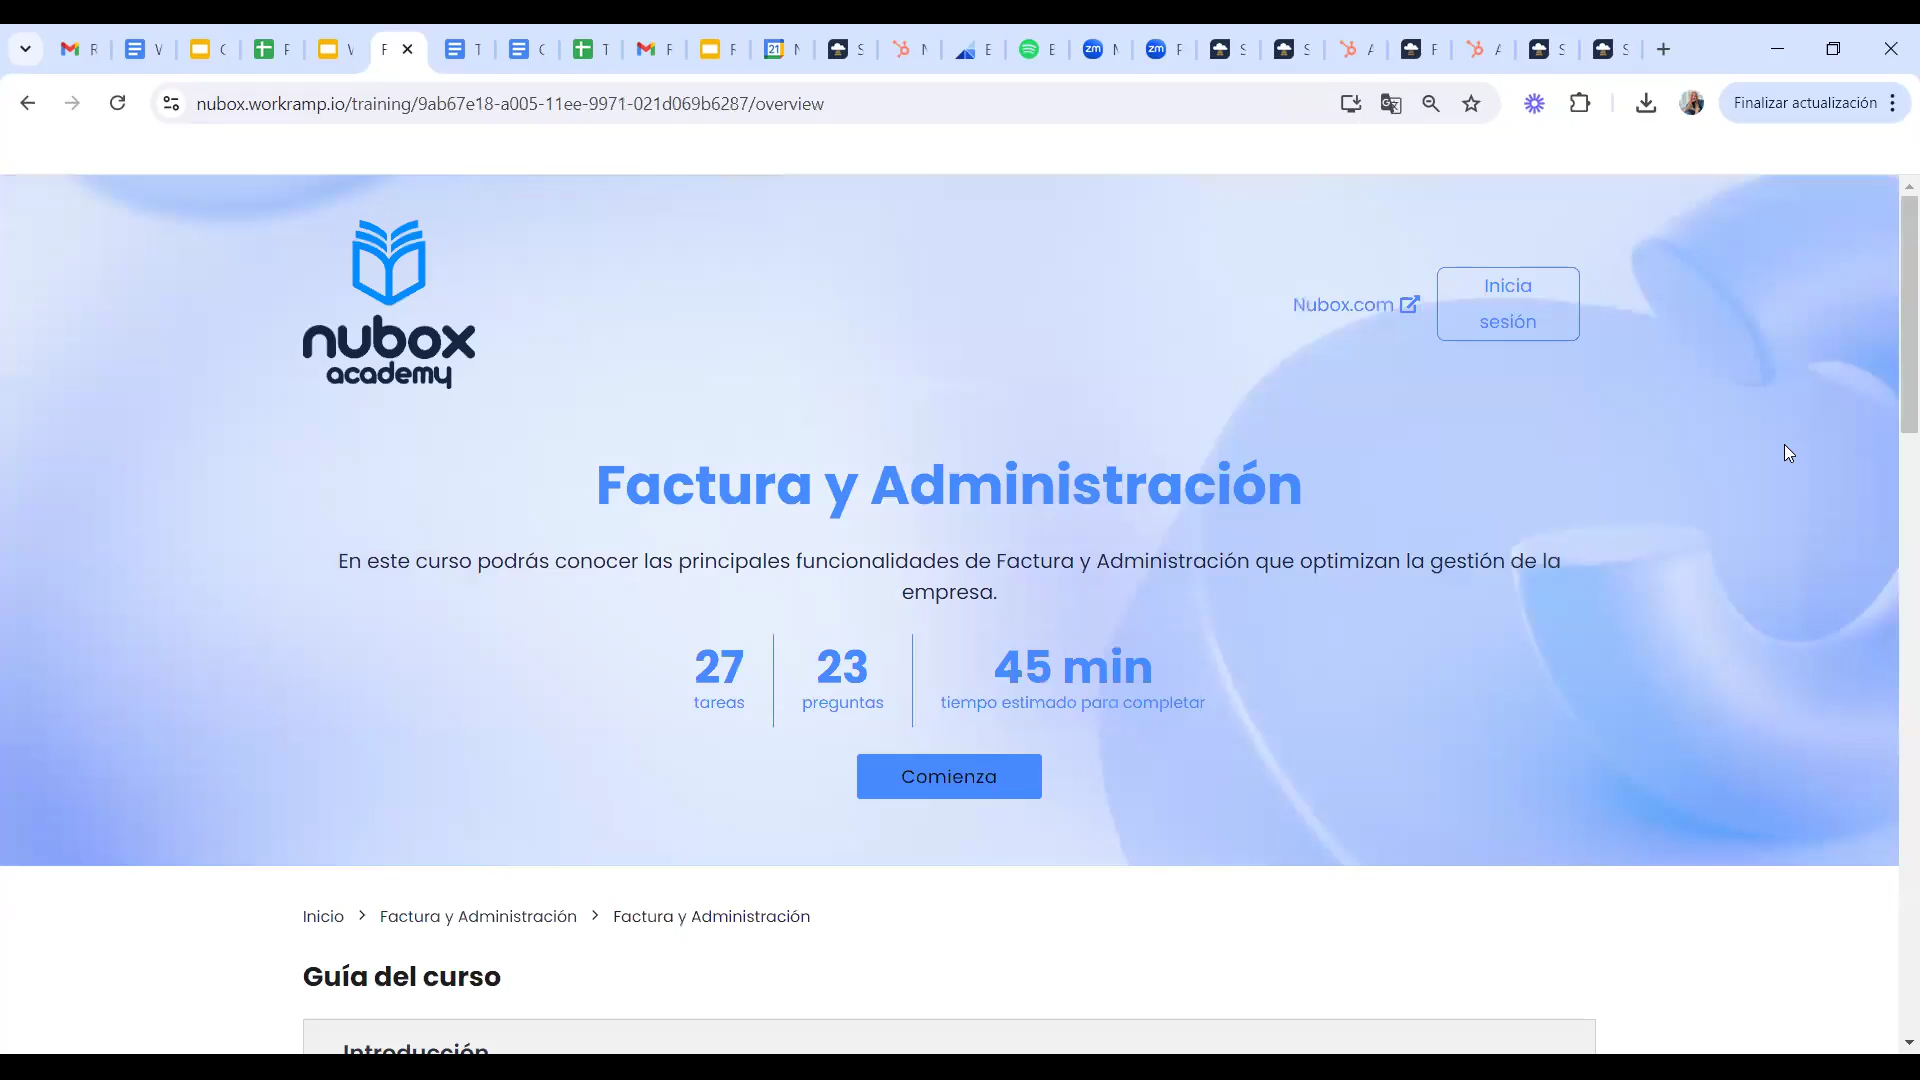 nubox.workramp.io/training/9ab67e18-a005-11ee-9971-021d069b6287/overview
Finalizar actualización
nubox
academy
Nubox.com
Inicia
sesión
Factura y Administración
En este curso podrás conocer las principales funcionalidades de Factura y Administración que optimizan la gestión de la
empresa.
27
tareas
23
preguntas
45 min
tiempo estimado para completar
Comienza
Inicio > Factura y Administración > Factura y Administración
Guía del curso
Introducción